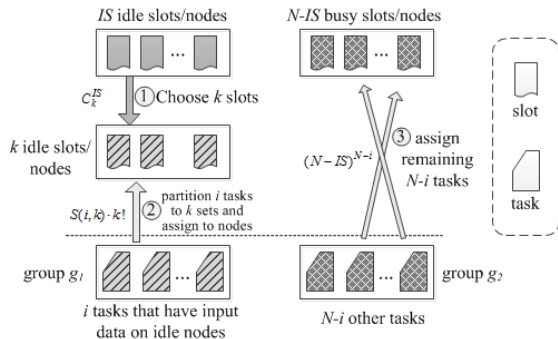 IS idle slots/nodes
N-IS busy slots/nodes
...
...
C_k^{IS}
① Choose k slots
slot
k idle slots/
nodes
(N – IS)^{N–i}
③ assign
remaining
N-i tasks
S(i, k) · k!
② partition i tasks
to k sets and
assign to nodes
task
group g₁
...
...
group g₂
i tasks that have input
data on idle nodes
N-i other tasks